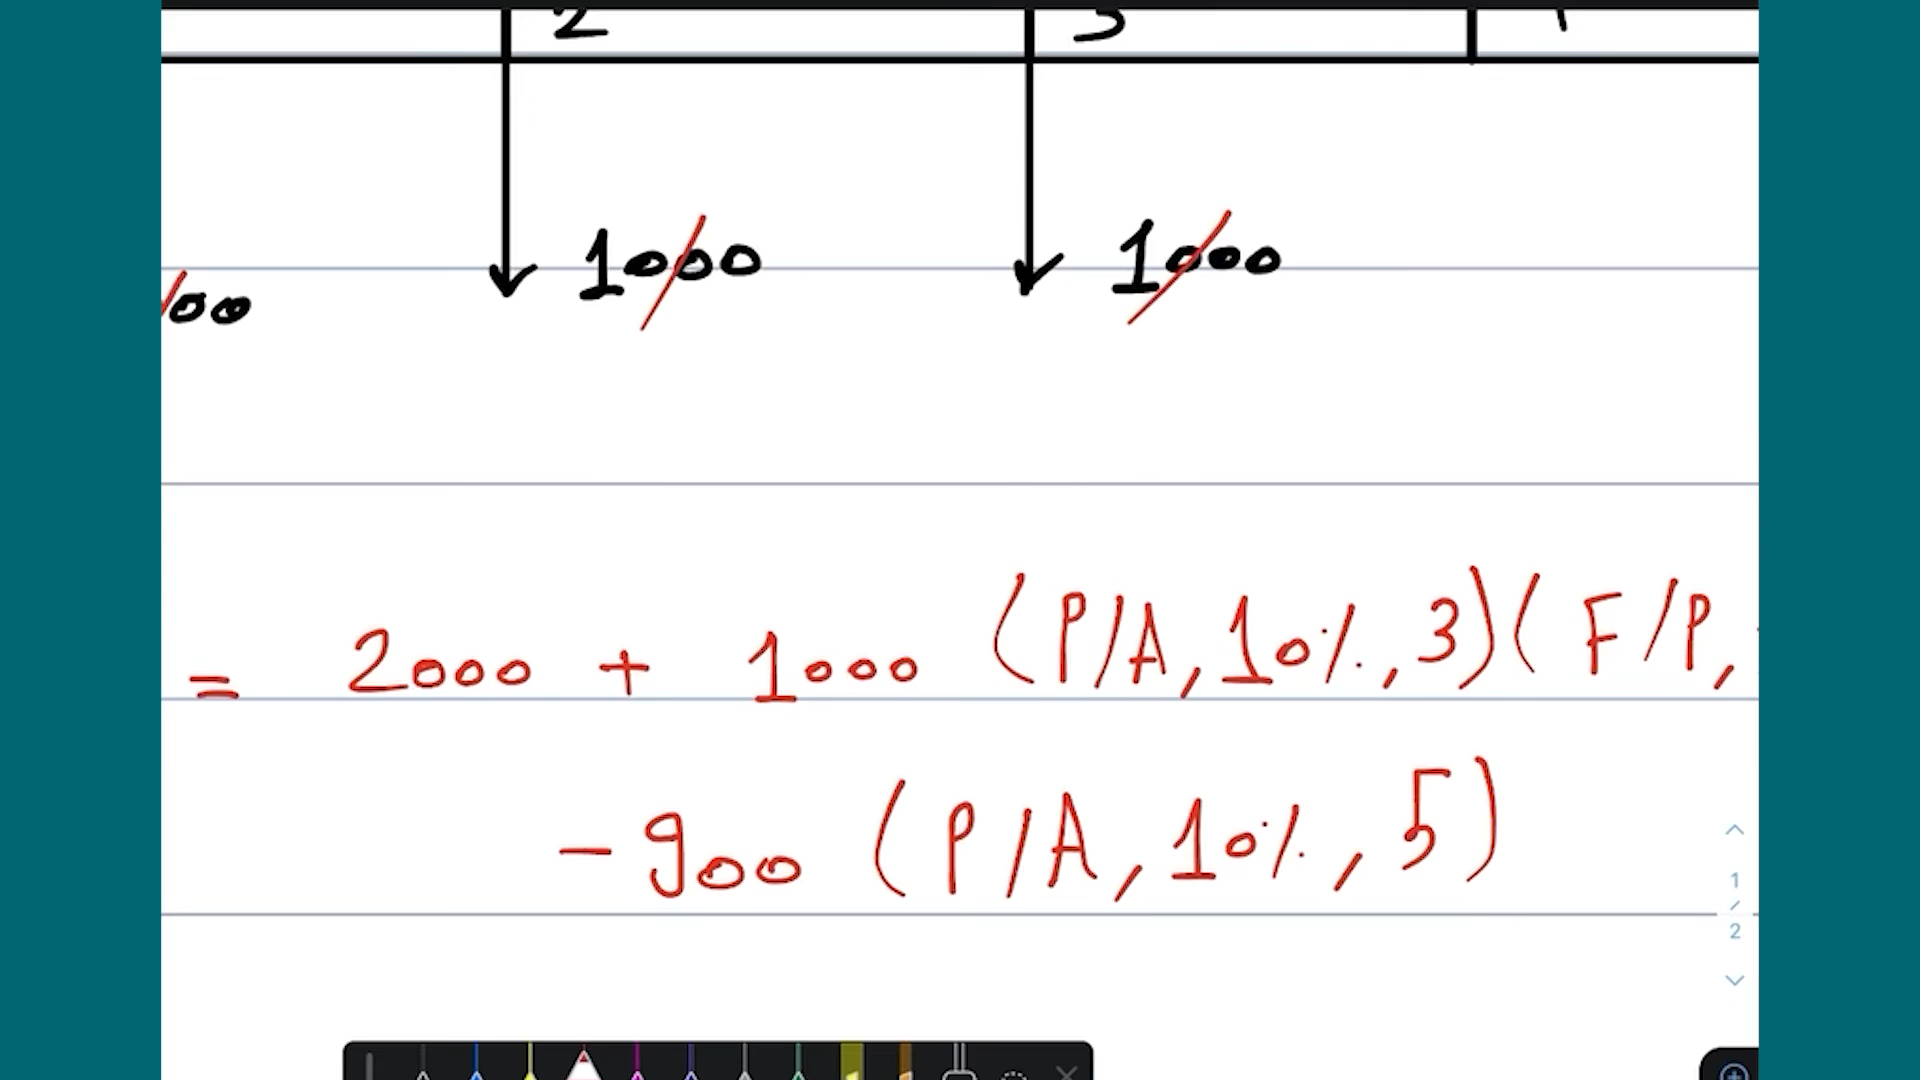 2 3
00 1000 1000
= 2000 + 1000 (P/A, 10%, 3)(F/P,
- 900 (P/A, 10%, 5)
1
/
2